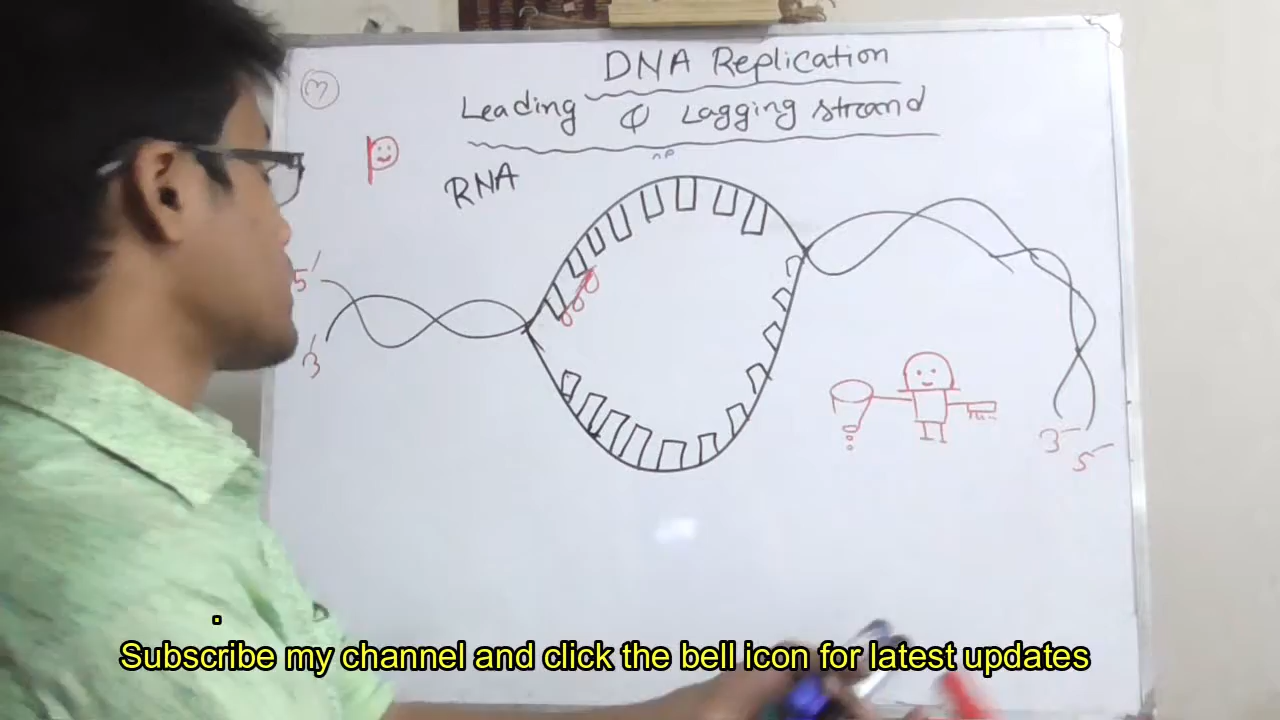 DNA Replication
Leading & Lagging strand
RNA
5'
3'
3'
5'
.
Subscribe my channel and click the bell icon for latest updates